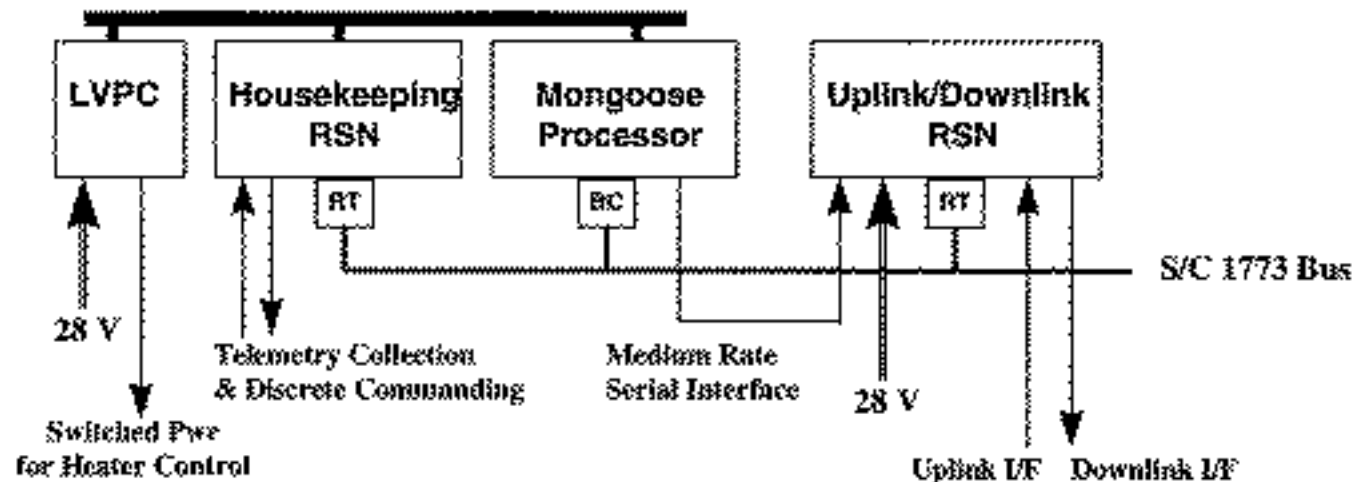 LVPC
Housekeeping
RSN
Mongoose
Processor
Uplink/Downlink
RSN
RT
BC
RT
S/C 1773 Bus
28 V
Telemetry Collection
& Discrete Commanding
Medium Rate
Serial Interface
28 V
Switched Pwr
for Heater Control
Uplink I/F
Downlink I/F